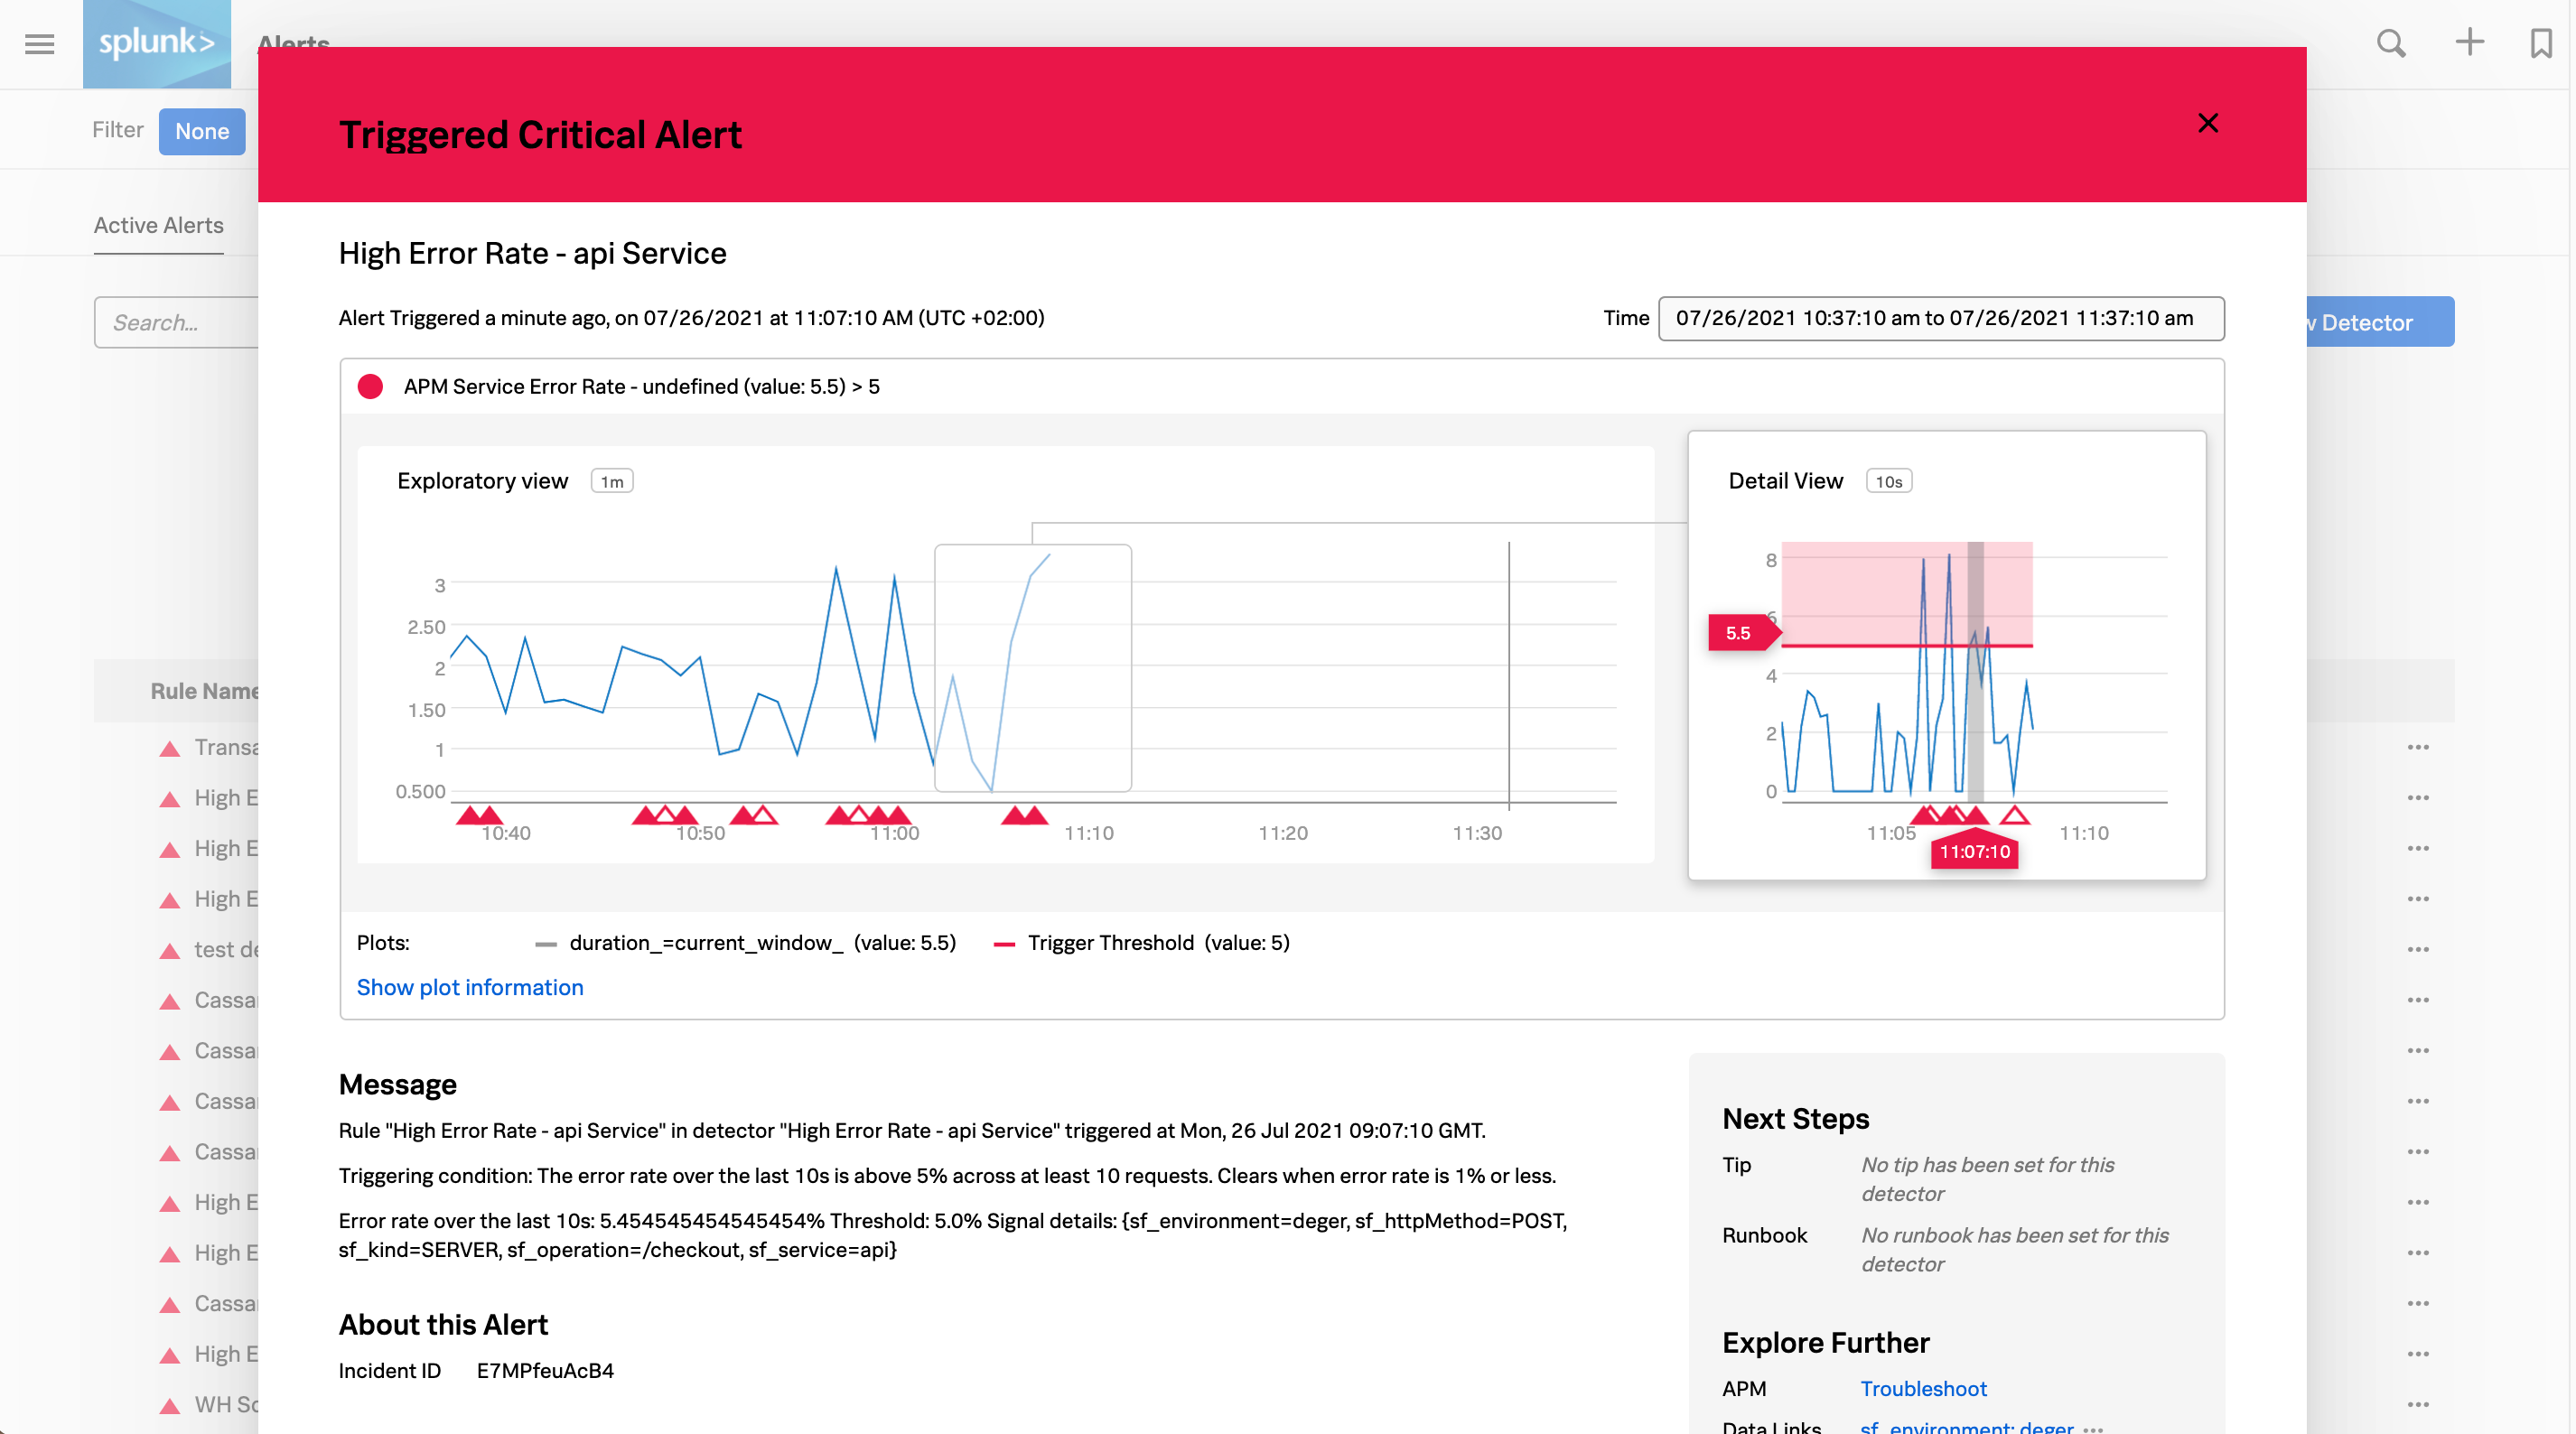 splunk>
Alerts
Filter None
Triggered Critical Alert
Active Alerts
High Error Rate - api Service
Search...
Alert Triggered a minute ago, on 07/26/2021 at 11:07:10 AM (UTC +02:00)
Time 07/26/2021 10:37:10 am to 07/26/2021 11:37:10 am
Detector
APM Service Error Rate - undefined (value: 5.5) > 5
Exploratory view 1m
3
2.50
2
1.50
1
0.500
10:40 10:50 11:00 11:10 11:20 11:30
Detail View 10s
8
6
5.5
4
2
0
11:05 11:10
11:07:10
Plots: duration_=current_window_ (value: 5.5) Trigger Threshold (value: 5)
Show plot information
Rule Name
Transa
High E
High E
High E
test de
Cassa
Cassa
Cassa
Cassa
High E
High E
Cassa
High E
WH Sc
Message
Rule "High Error Rate - api Service" in detector "High Error Rate - api Service" triggered at Mon, 26 Jul 2021 09:07:10 GMT.
Triggering condition: The error rate over the last 10s is above 5% across at least 10 requests. Clears when error rate is 1% or less.
Error rate over the last 10s: 5.454545454545454% Threshold: 5.0% Signal details: {sf_environment=deger, sf_httpMethod=POST,
sf_kind=SERVER, sf_operation=/checkout, sf_service=api}
About this Alert
Incident ID E7MPfeuAcB4
Next Steps
Tip No tip has been set for this
detector
Runbook No runbook has been set for this
detector
Explore Further
APM Troubleshoot
Data Links sf_environment: deger ...